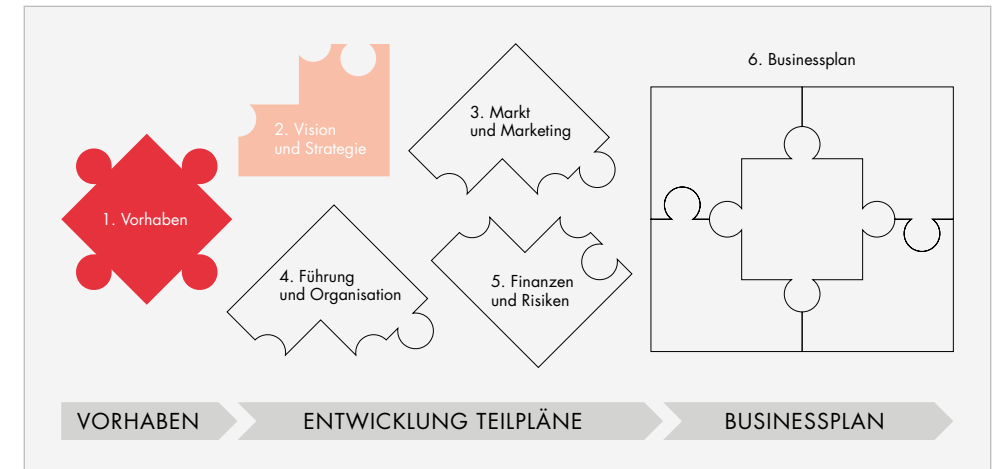 1. Vorhaben
2. Vision
und Strategie
3. Markt
und Marketing
4. Führung
und Organisation
5. Finanzen
und Risiken
6. Businessplan
VORHABEN
ENTWICKLUNG TEILPLÄNE
BUSINESSPLAN